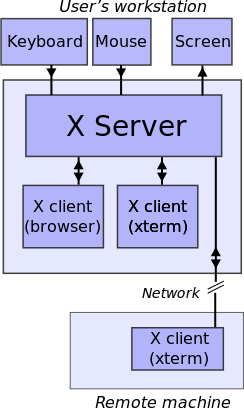 User's workstation
Keyboard Mouse Screen
X Server
X client
(browser)
X client
(xterm)
Network
X client
(xterm)
Remote machine